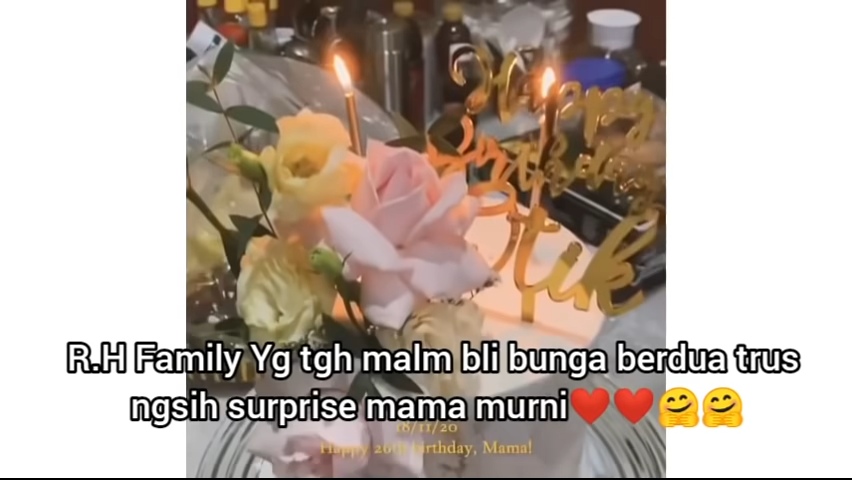 Happy
Birthday
Itik
R.H Family Yg tgh malm bli bunga berdua trus
ngsih surprise mama murni❤️❤️🤗🤗
18/11/20
Happy 20th birthday, Mama!